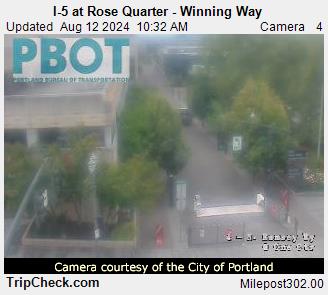 I-5 at Rose Quarter - Winning Way
Updated Aug 12 2024 10:32 AM Camera 4
PBOT
PORTLAND BUREAU OF TRANSPORTATION
Camera courtesy of the City of Portland
TripCheck.com Milepost302.00